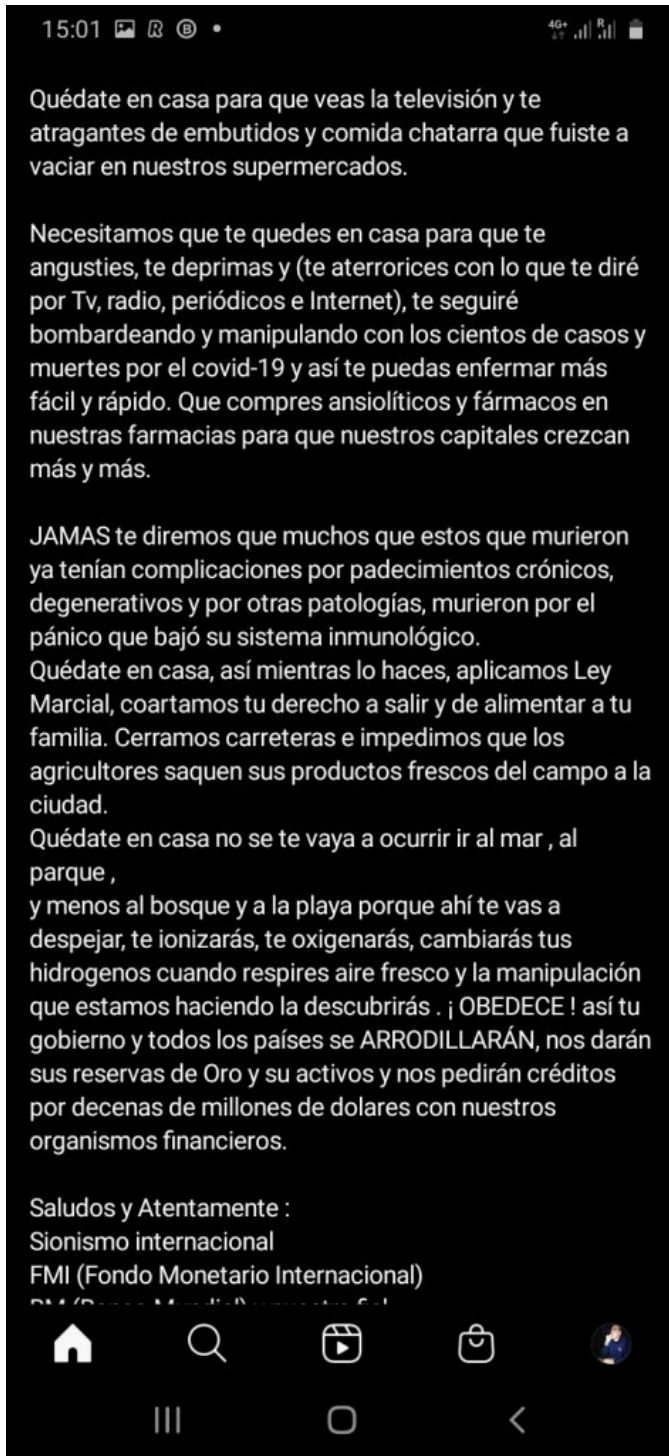 15:01
4G+
R
Quédate en casa para que veas la televisión y te
atragantes de embutidos y comida chatarra que fuiste a
vaciar en nuestros supermercados.
Necesitamos que te quedes en casa para que te
angusties, te deprimas y (te aterrorices con lo que te diré
por Tv, radio, periódicos e Internet), te seguiré
bombardeando y manipulando con los cientos de casos y
muertes por el covid-19 y así te puedas enfermar más
fácil y rápido. Que compres ansiolíticos y fármacos en
nuestras farmacias para que nuestros capitales crezcan
más y más.
JAMAS te diremos que muchos que estos que murieron
ya tenían complicaciones por padecimientos crónicos,
degenerativos y por otras patologías, murieron por el
pánico que bajó su sistema inmunológico.
Quédate en casa, así mientras lo haces, aplicamos Ley
Marcial, coartamos tu derecho a salir y de alimentar a tu
familia. Cerramos carreteras e impedimos que los
agricultores saquen sus productos frescos del campo a la
ciudad.
Quédate en casa no se te vaya a ocurrir ir al mar , al
parque ,
y menos al bosque y a la playa porque ahí te vas a
despejar, te ionizarás, te oxigenarás, cambiarás tus
hidrogenos cuando respires aire fresco y la manipulación
que estamos haciendo la descubrirás . ¡ OBEDECE ! así tu
gobierno y todos los países se ARRODILLARÁN, nos darán
sus reservas de Oro y su activos y nos pedirán créditos
por decenas de millones de dolares con nuestros
organismos financieros.
Saludos y Atentamente :
Sionismo internacional
FMI (Fondo Monetario Internacional)